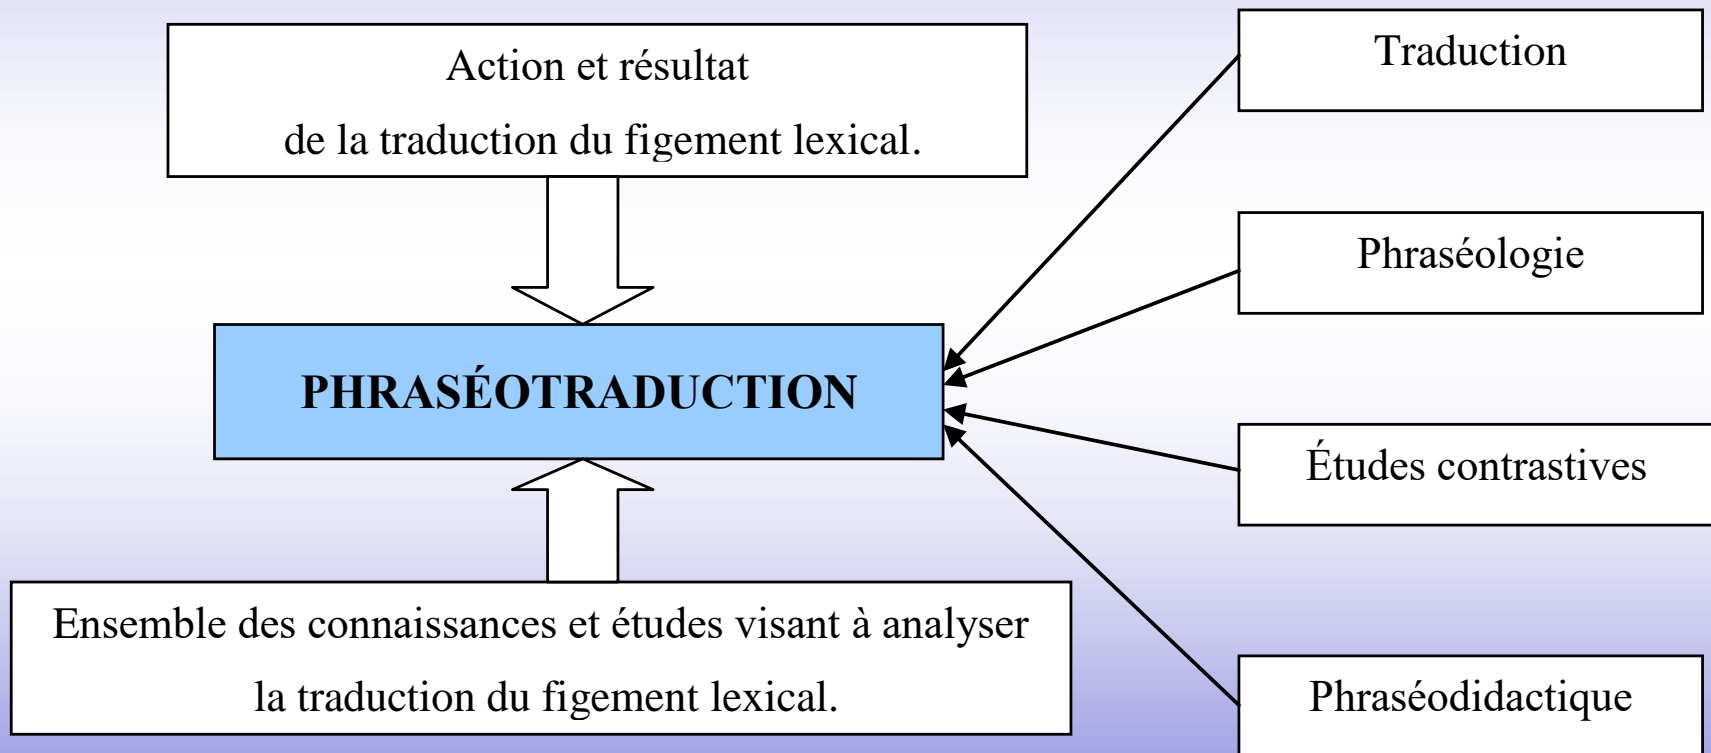 Action et résultat
de la traduction du figement lexical.
PHRASÉOTRADUCTION
Ensemble des connaissances et études visant à analyser
la traduction du figement lexical.
Traduction
Phraséologie
Études contrastives
Phraséodidactique